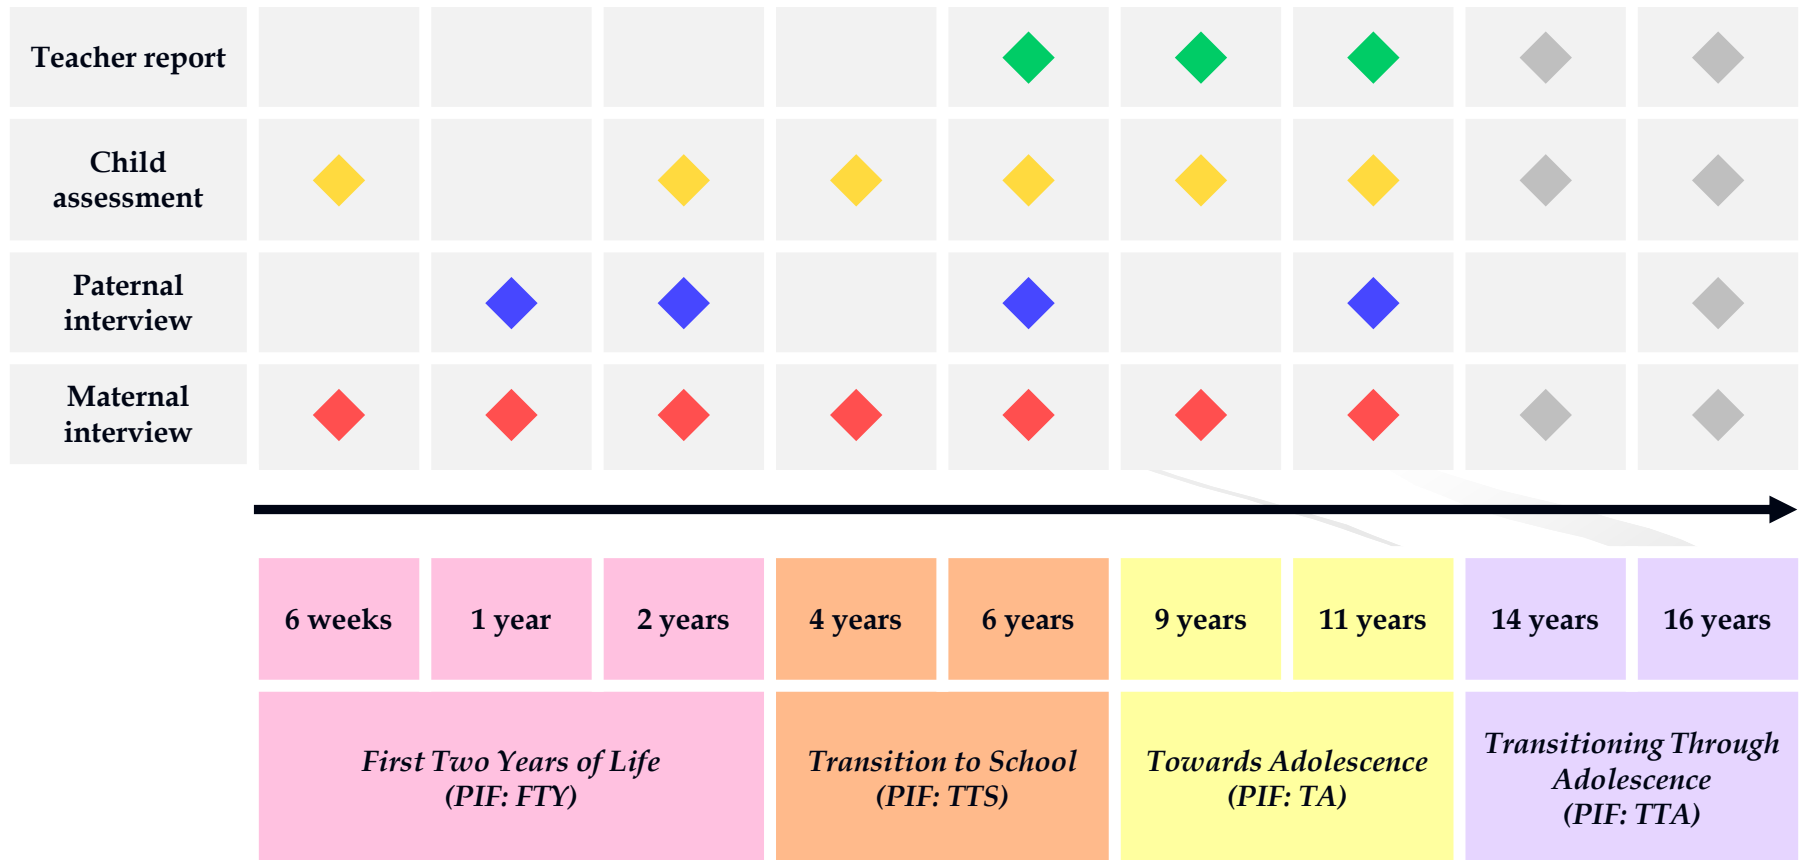 Teacher report
Child
assessment
Paternal
interview
Maternal
interview
6 weeks
1 year
2 years
4 years
6 years
9 years
11 years
14 years
16 years
First Two Years of Life
(PIF: FTY)
Transition to School
(PIF: TTS)
Towards Adolescence
(PIF: TA)
Transitioning Through
Adolescence
(PIF: TTA)